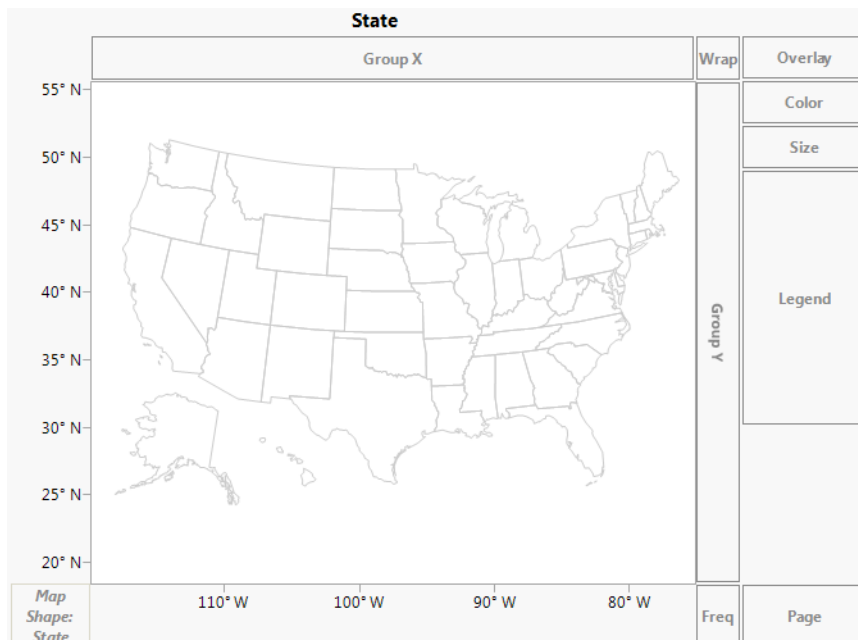 State
Group X
Wrap
Overlay
55° N
Color
50° N
Size
45° N
40° N
Legend
Group Y
35° N
30° N
25° N
20° N
Map
Shape:
State
110° W
100° W
90° W
80° W
Freq
Page